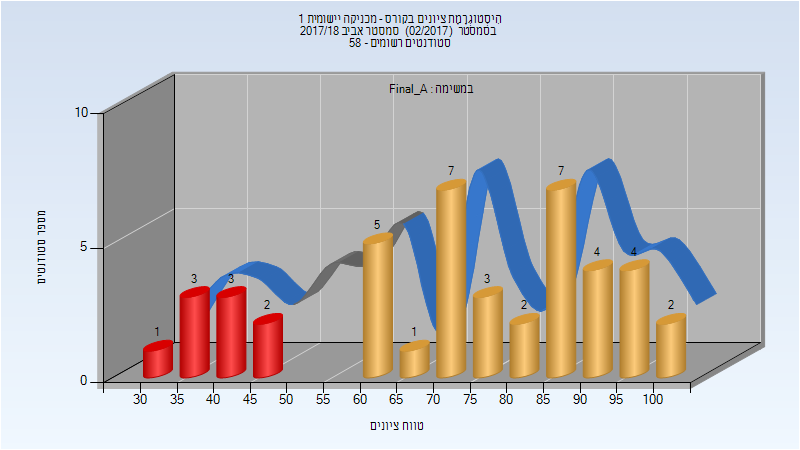 היסטוגרמת ציונים בקורס - מכניקה יישומית 1
בסמסטר (02/2017) סמסטר אביב 2017/18
סטודנטים רשומים - 58
במשימה : Final_A
מספר סטודנטים
10
5
0
1
3
3
2
5
1
7
3
2
7
4
4
2
30 35 40 45 50 55 60 65 70 75 80 85 90 95 100
טווח ציונים